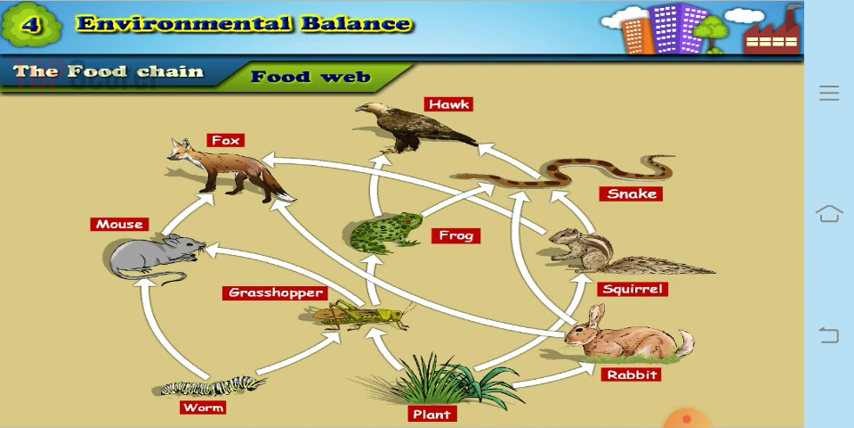 4
Environmental Balance
The Food chain
Food web
Hawk
Fox
Snake
Mouse
Frog
Squirrel
Grasshopper
Rabbit
Worm
Plant